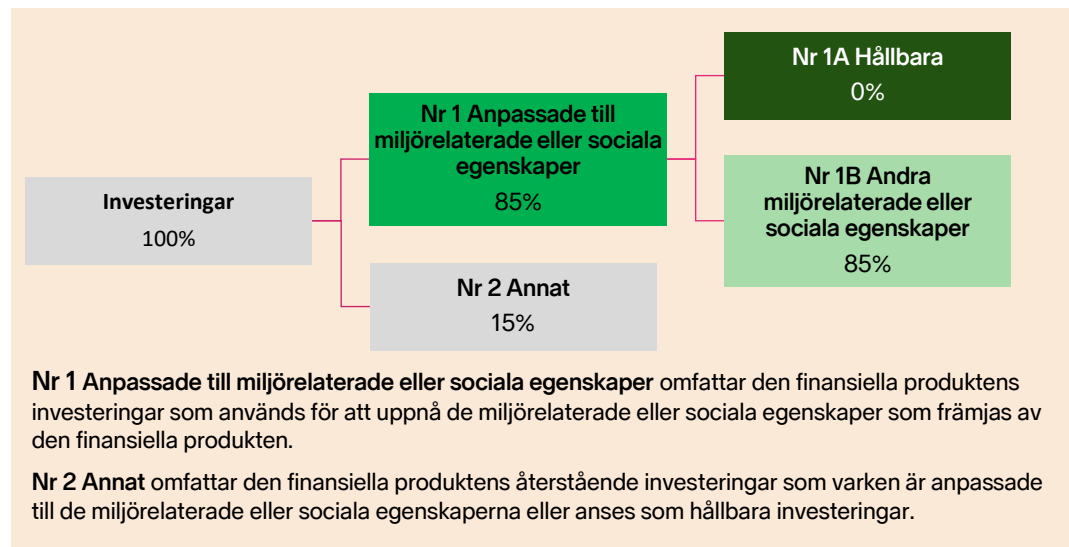 Nr 1A Hållbara
0%
Nr 1 Anpassade till
miljörelaterade eller sociala
egenskaper
85%
Nr 1B Andra
miljörelaterade eller
sociala egenskaper
85%
Investeringar
100%
Nr 2 Annat
15%
Nr 1 Anpassade till miljörelaterade eller sociala egenskaper omfattar den finansiella produktens
investeringar som används för att uppnå de miljörelaterade eller sociala egenskaper som främjas av
den finansiella produkten.
Nr 2 Annat omfattar den finansiella produktens återstående investeringar som varken är anpassade
till de miljörelaterade eller sociala egenskaperna eller anses som hållbara investeringar.